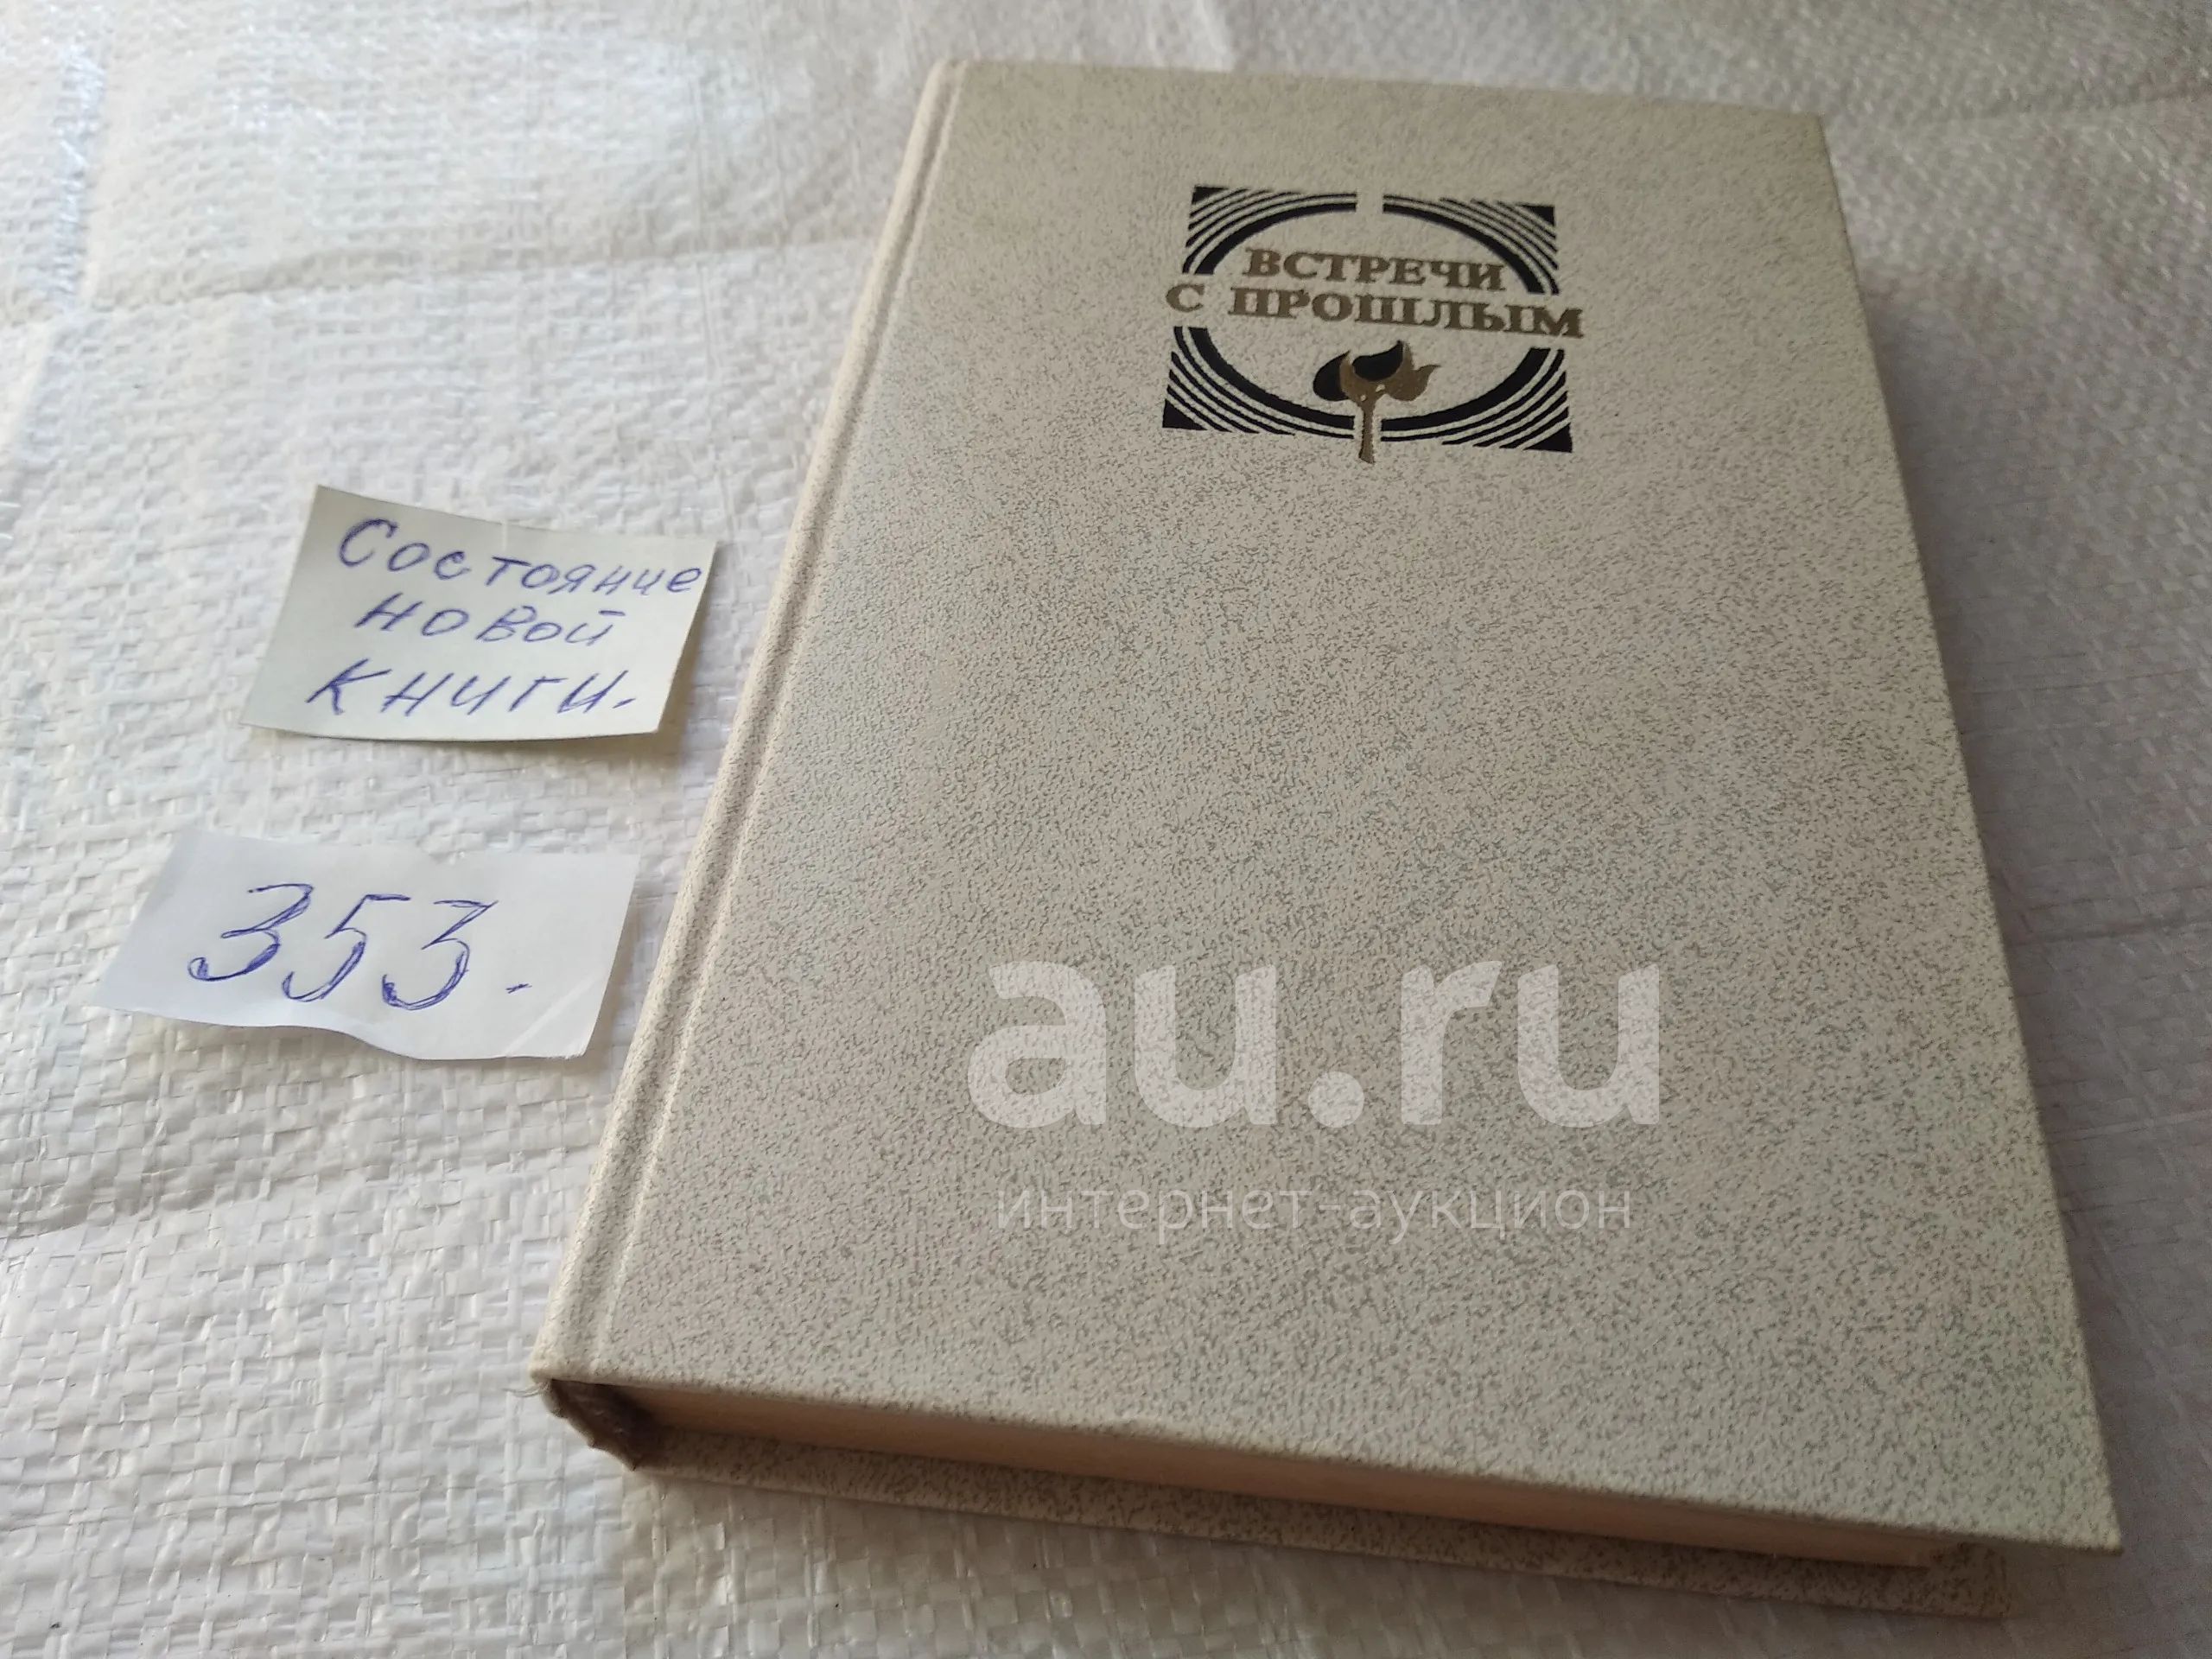 ВСТРЕЧИ
С ПРОШЛЫМ
Состояние
новой
книги.
353.
au.ru
интернет-аукцион